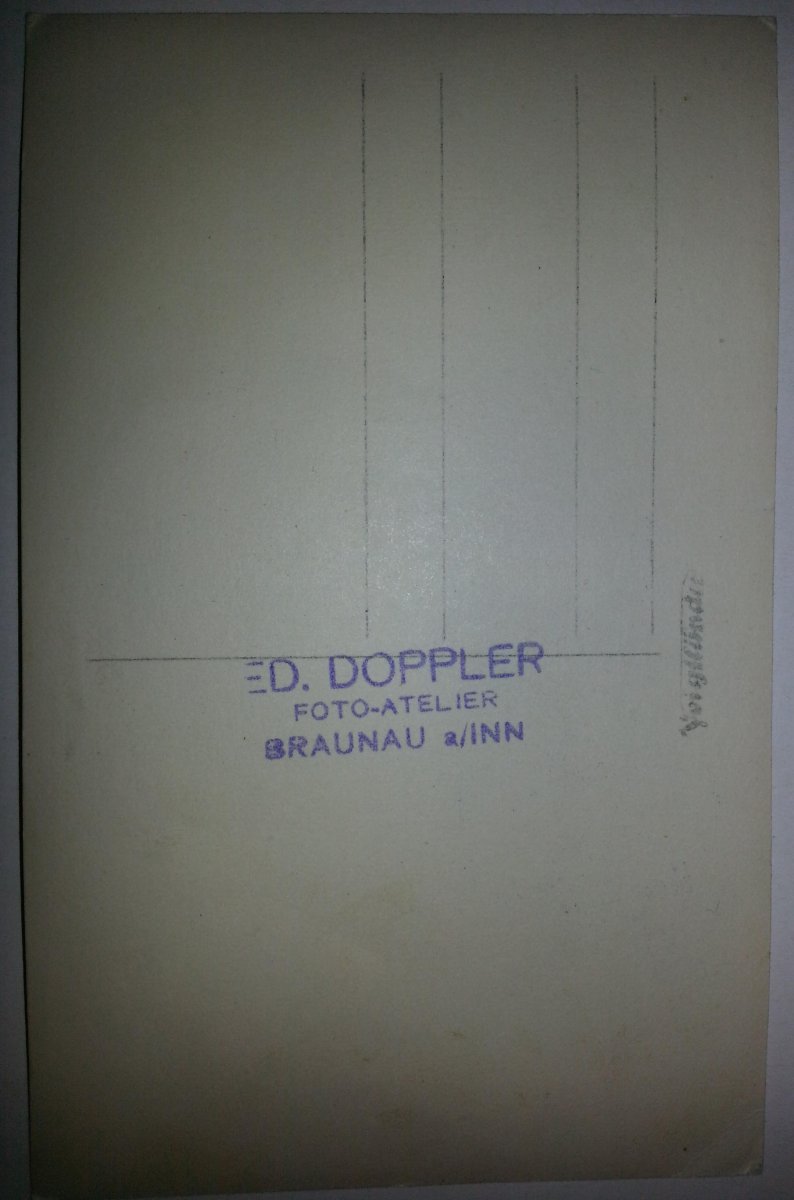 ED. DOPPLER
FOTO-ATELIER
BRAUNAU a/INN